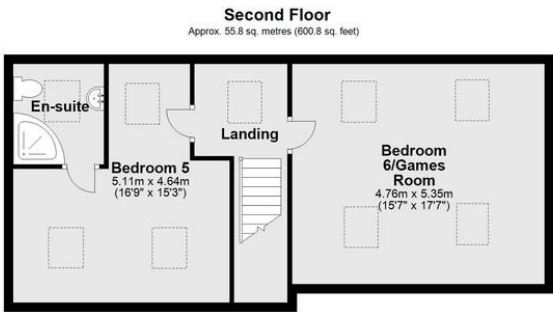 Second Floor
Approx. 55.8 sq. metres (600.8 sq. feet)
En-suite
Landing
Bedroom 5
5.11m x 4.64m
(16'9" x 15'3")
Bedroom
6/Games
Room
4.76m x 5.35m
(15'7" x 17'7")